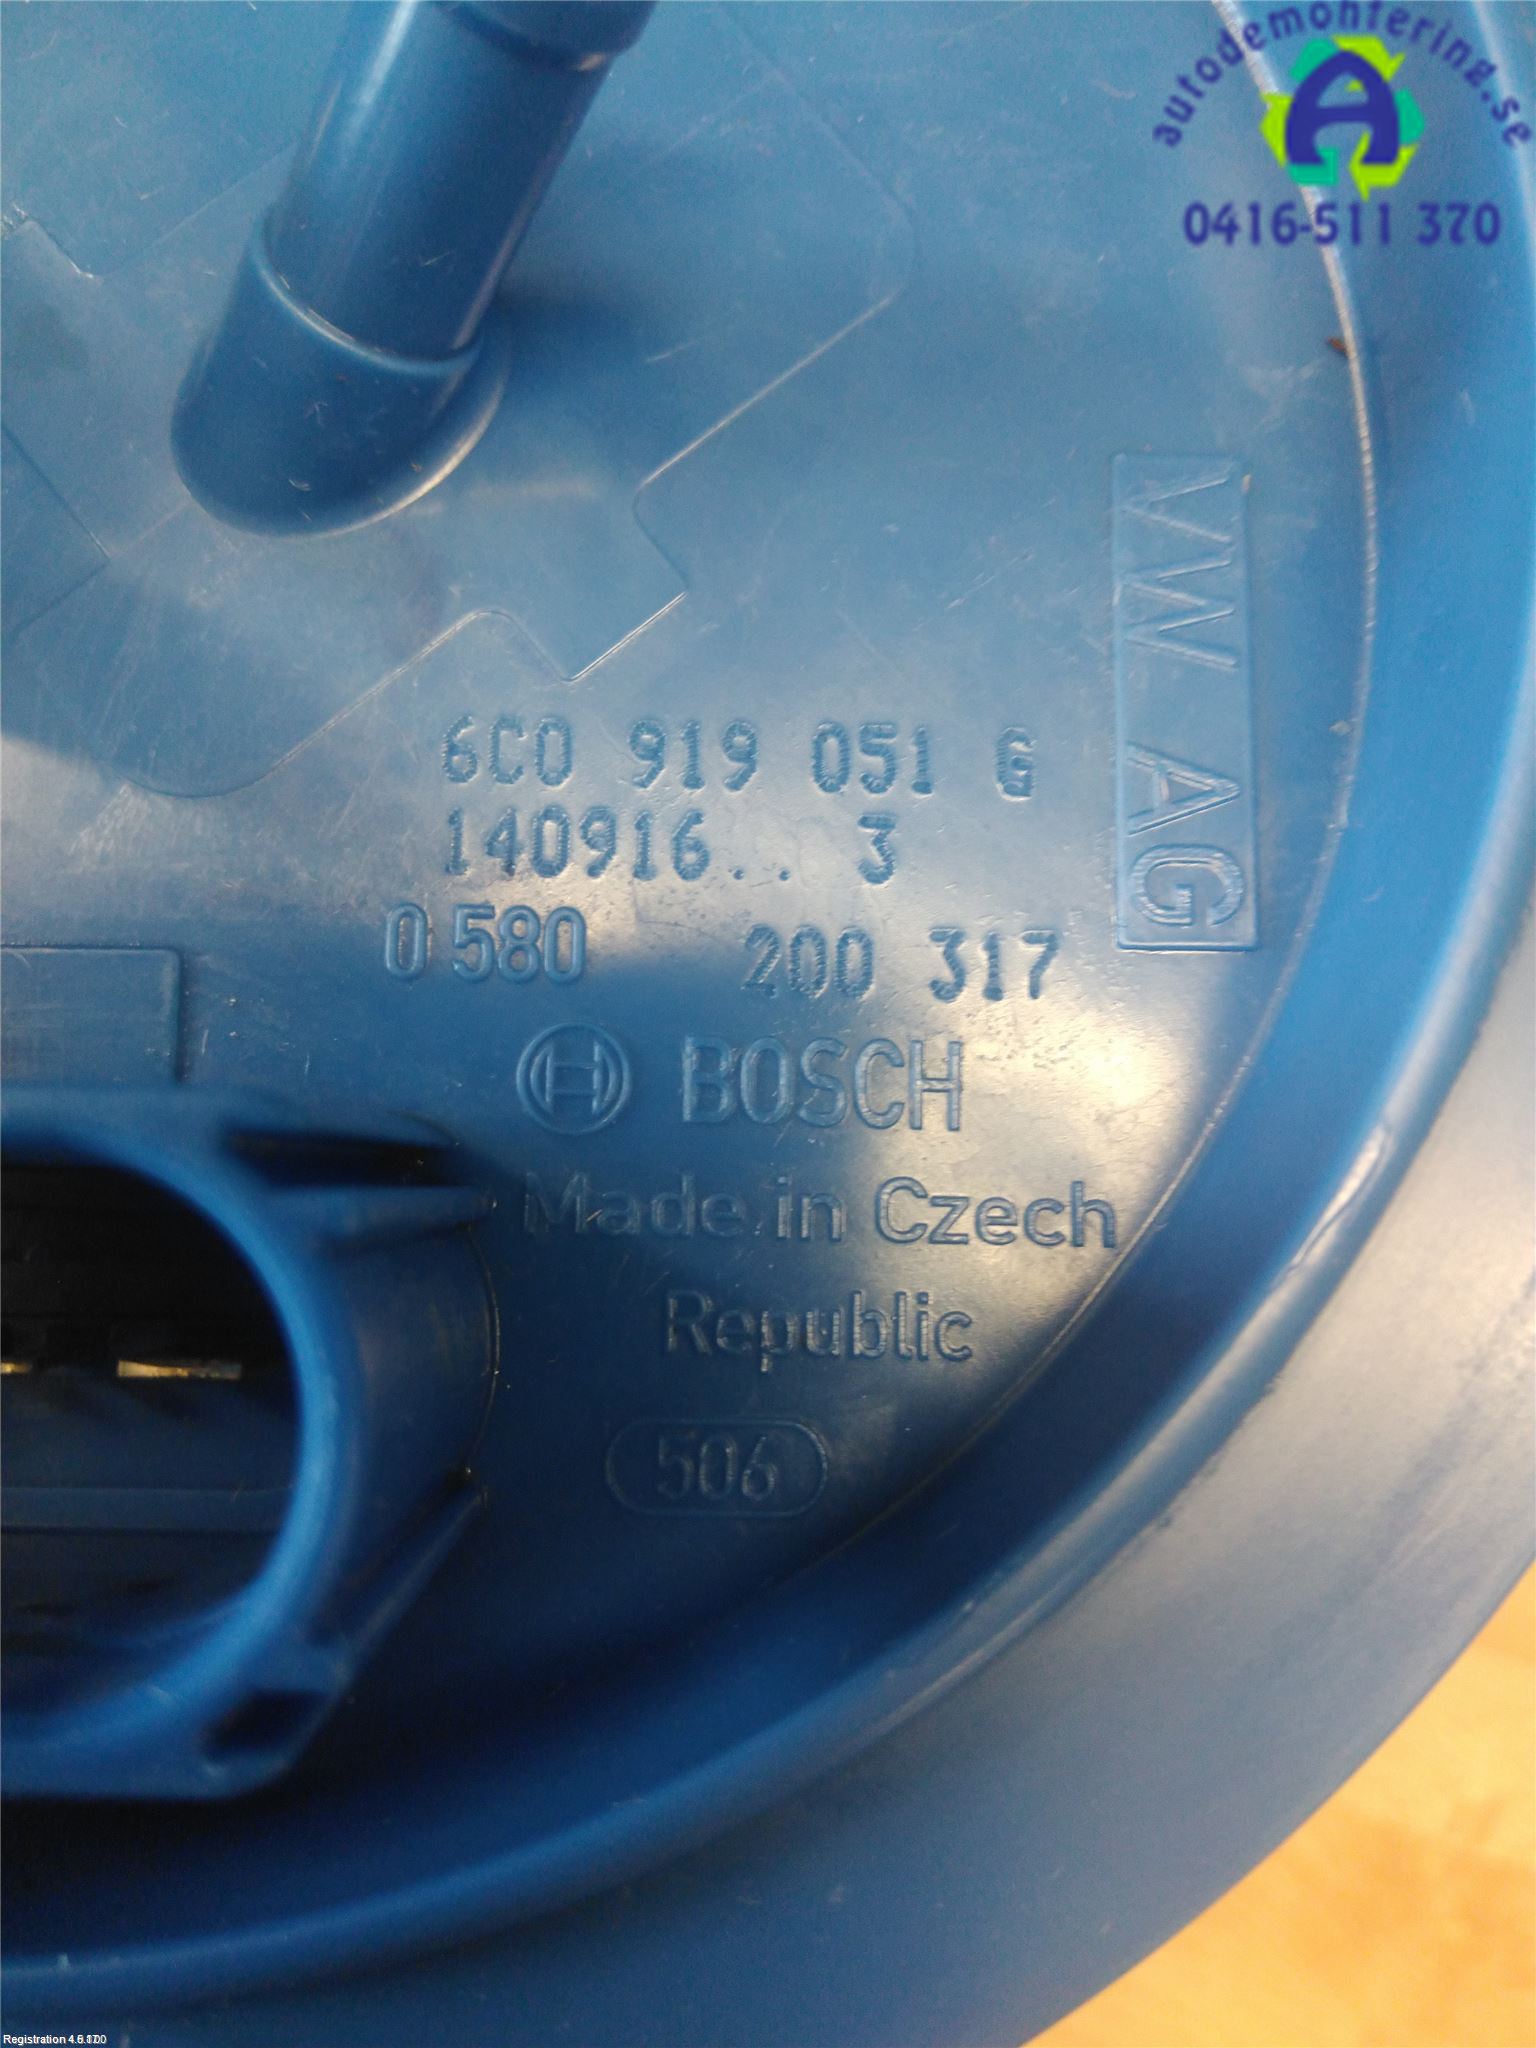 autodemontering.se
A
0416-511 370
VW AG
6C0 919 051 G
140916.. 3
0 580 200 317
H BOSCH
Made in Czech
Republic
506